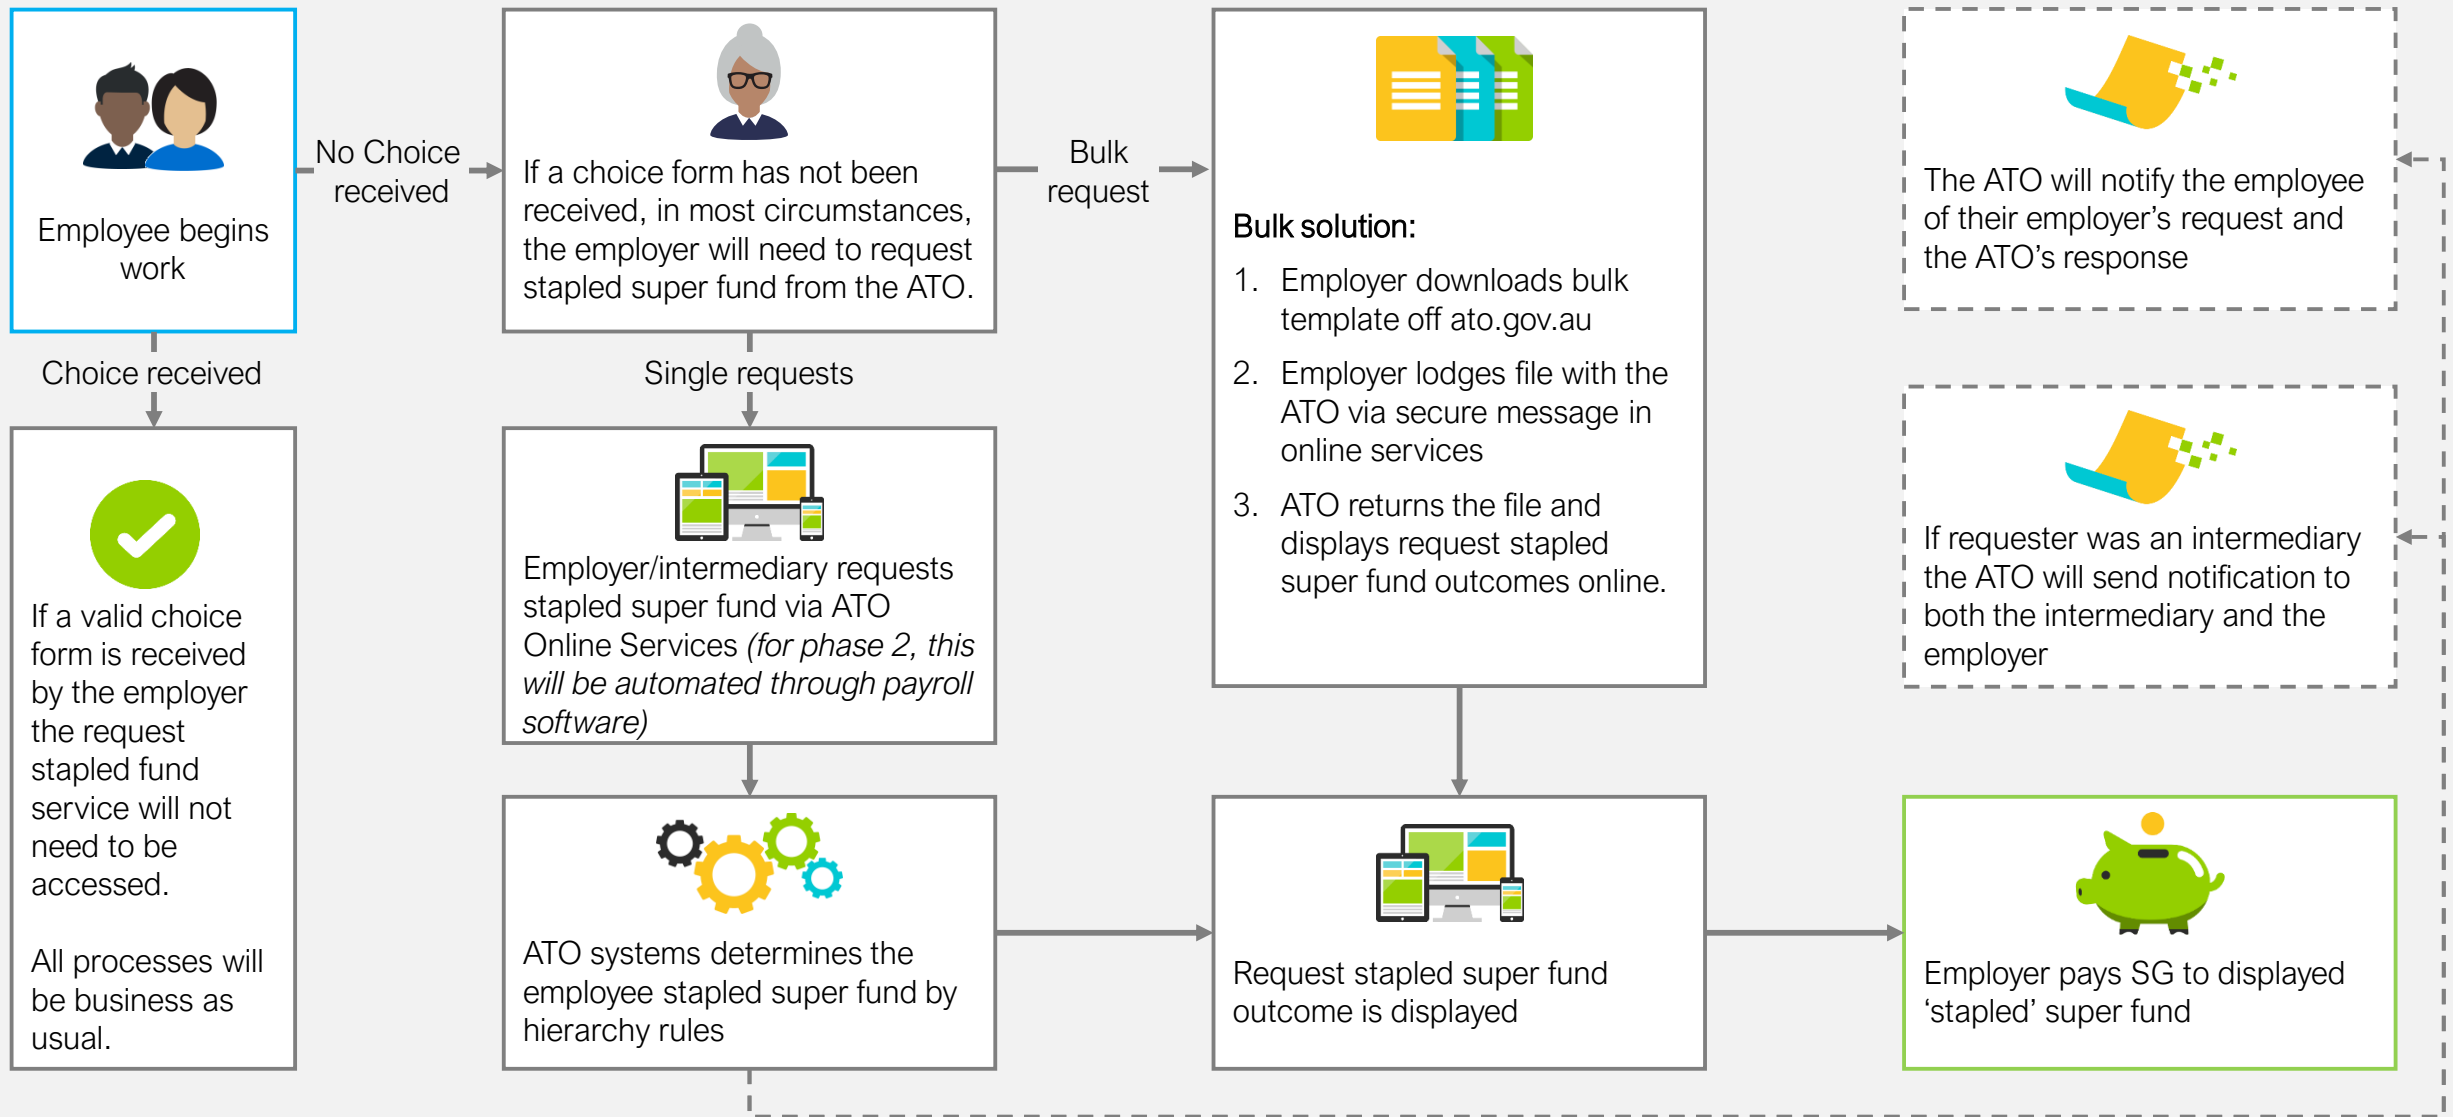 Employee begins
work
No Choice
received
If a choice form has not been
received, in most circumstances,
the employer will need to request
stapled super fund from the ATO.
Bulk
request
Bulk solution:
1. Employer downloads bulk
template off ato.gov.au
2. Employer lodges file with the
ATO via secure message in
online services
3. ATO returns the file and
displays request stapled
super fund outcomes online.
The ATO will notify the employee
of their employer's request and
the ATO's response
Choice received
Single requests
If a valid choice
form is received
by the employer
the request
stapled fund
service will not
need to be
accessed.
All processes will
be business as
usual.
Employer/intermediary requests
stapled super fund via ATO
Online Services (for phase 2, this
will be automated through payroll
software)
If requester was an intermediary
the ATO will send notification to
both the intermediary and the
employer
ATO systems determines the
employee stapled super fund by
hierarchy rules
Request stapled super fund
outcome is displayed
Employer pays SG to displayed
‘stapled’ super fund